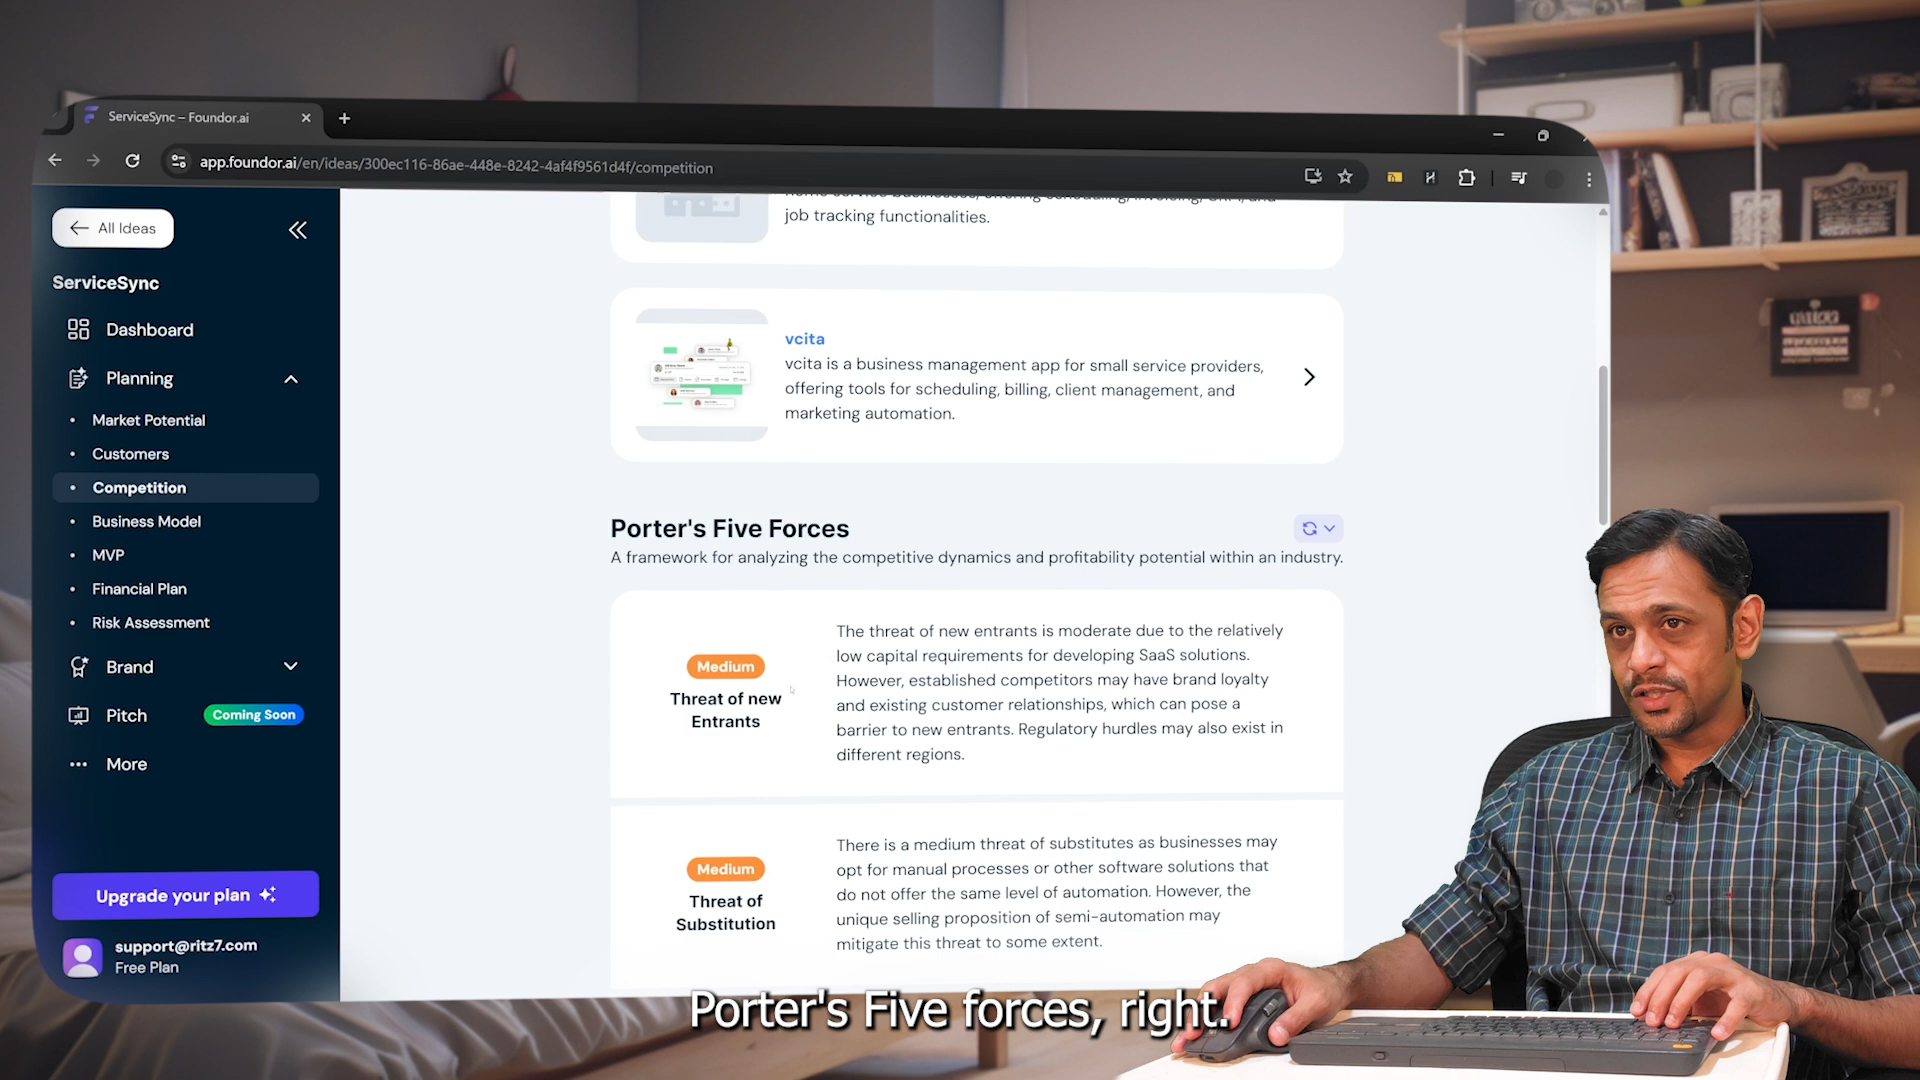 ServiceSync – Foundor.ai
app.foundor.ai/en/ideas/300ec116-86ae-448e-8242-4af4f9561d4f/competition
All Ideas
ServiceSync
Dashboard
Planning
Market Potential
Customers
Competition
Business Model
MVP
Financial Plan
Risk Assessment
Brand
Pitch
Coming Soon
More
Upgrade your plan
support@ritz7.com
Free Plan
job tracking functionalities.
vcita
vcita is a business management app for small service providers,
offering tools for scheduling, billing, client management, and
marketing automation.
Porter's Five Forces
A framework for analyzing the competitive dynamics and profitability potential within an industry.
Medium
Threat of new
Entrants
The threat of new entrants is moderate due to the relatively
low capital requirements for developing SaaS solutions.
However, established competitors may have brand loyalty
and existing customer relationships, which can pose a
barrier to new entrants. Regulatory hurdles may also exist in
different regions.
Medium
Threat of
Substitution
There is a medium threat of substitutes as businesses may
opt for manual processes or other software solutions that
do not offer the same level of automation. However, the
unique selling proposition of semi-automation may
mitigate this threat to some extent.
Porter's Five forces, right.